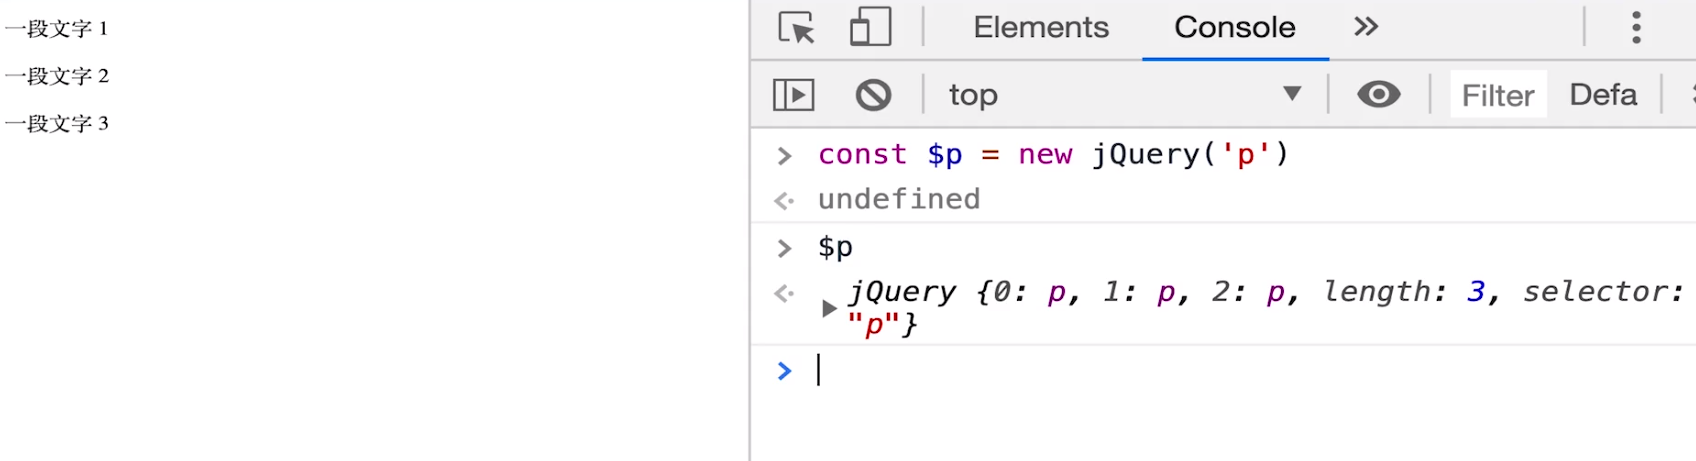 一段文字 1
一段文字 2
一段文字 3
Elements Console
top Filter Defa
const $p = new jQuery('p')
undefined
$p
jQuery {0: p, 1: p, 2: p, length: 3, selector:
"p"}